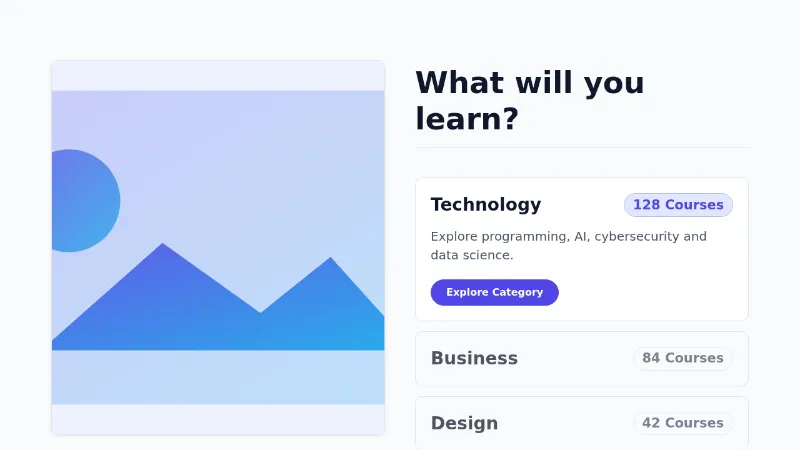 What will you
learn?
Technology
128 Courses
Explore programming, AI, cybersecurity and
data science.
Explore Category
Business
84 Courses
Design
42 Courses